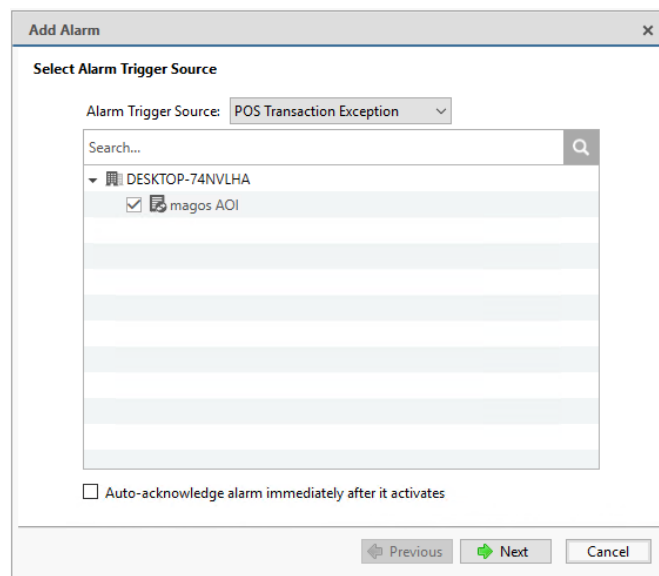 Add Alarm
Select Alarm Trigger Source
Alarm Trigger Source: POS Transaction Exception
Search...
DESKTOP-74NVLHA
magos AOI
Auto-acknowledge alarm immediately after it activates
Previous Next Cancel